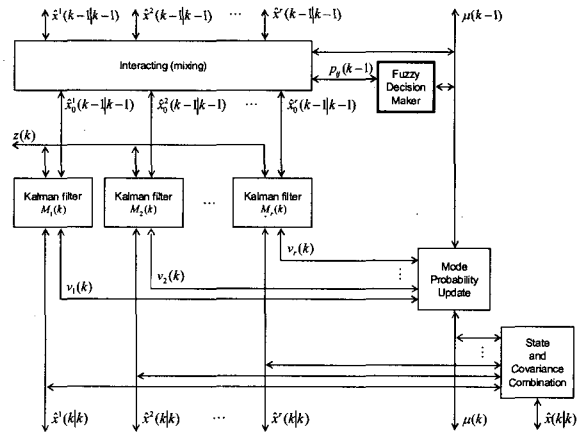 x̂¹(k−1|k−1) x̂²(k−1|k−1) ⋯ x̂ʳ(k−1|k−1) μ(k−1)
Interacting (mixing)
p_ij(k−1)
Fuzzy
Decision
Maker
x̂₀¹(k−1|k−1) x̂₀²(k−1|k−1) ⋯ x̂₀ʳ(k−1|k−1)
z(k)
Kalman filter
M₁(k)
Kalman filter
M₂(k)
⋯
Kalman filter
Mᵣ(k)
vᵣ(k)
v₂(k)
v₁(k)
⋮
Mode
Probability
Update
⋮
State
and
Covariance
Combination
x̂¹(k|k) x̂²(k|k) ⋯ x̂ʳ(k|k) μ(k) x̂(k|k)